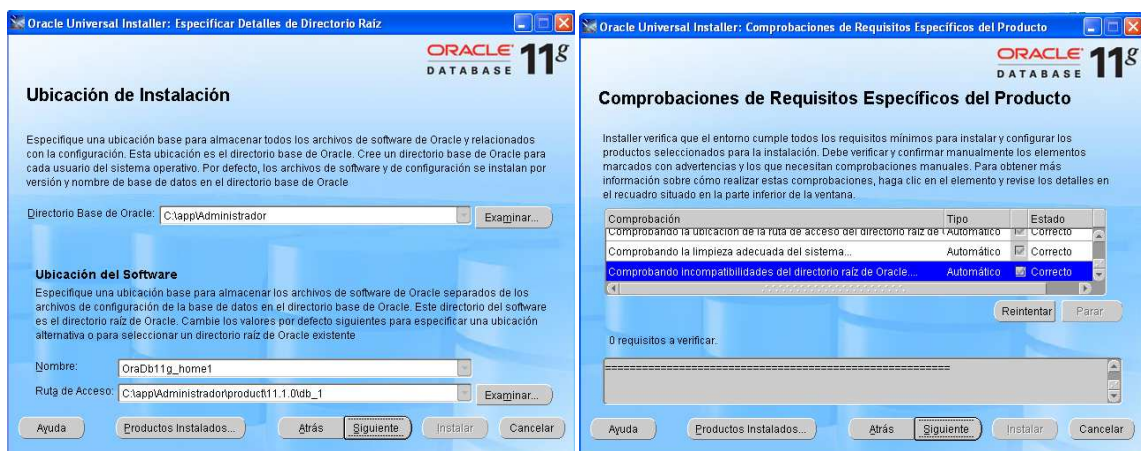 Oracle Universal Installer: Especificar Detalles de Directorio Raíz
ORACLE
DATABASE 11g
Ubicación de Instalación
Especifique una ubicación base para almacenar todos los archivos de software de Oracle y relacionados
con la configuración. Esta ubicación es el directorio base de Oracle. Cree un directorio base de Oracle para
cada usuario del sistema operativo. Por defecto, los archivos de software y de configuración se instalan por
versión y nombre de base de datos en el directorio base de Oracle
Directorio Base de Oracle: C:\app\Administrador Examinar...
Ubicación del Software
Especifique una ubicación base para almacenar los archivos de software de Oracle separados de los
archivos de configuración de la base de datos en el directorio base de Oracle. Este directorio del software
es el directorio raíz de Oracle. Cambie los valores por defecto siguientes para especificar una ubicación
alternativa o para seleccionar un directorio raíz de Oracle existente
Nombre: OraDb11g_home1
Ruta de Acceso: C:\app\Administrador\product\11.1.0\db_1 Examinar...
Ayuda Productos Instalados... Atrás Siguiente Instalar Cancelar
Oracle Universal Installer: Comprobaciones de Requisitos Específicos del Producto
ORACLE
DATABASE 11g
Comprobaciones de Requisitos Específicos del Producto
Installer verifica que el entorno cumple todos los requisitos mínimos para instalar y configurar los
productos seleccionados para la instalación. Debe verificar y confirmar manualmente los elementos
marcados con advertencias y los que necesitan comprobaciones manuales. Para obtener más
información sobre cómo realizar estas comprobaciones, haga clic en el elemento y revise los detalles en
el recuadro situado en la parte inferior de la ventana.
Comprobación Tipo Estado
Comprobando la ubicación de la ruta de acceso del directorio raíz de ( Automático Correcto
Comprobando la limpieza adecuada del sistema... Automático Correcto
Comprobando incompatibilidades del directorio raíz de Oracle.... Automático Correcto
Reintentar Parar
0 requisitos a verificar.
========================================================
Ayuda Productos Instalados... Atrás Siguiente Instalar Cancelar